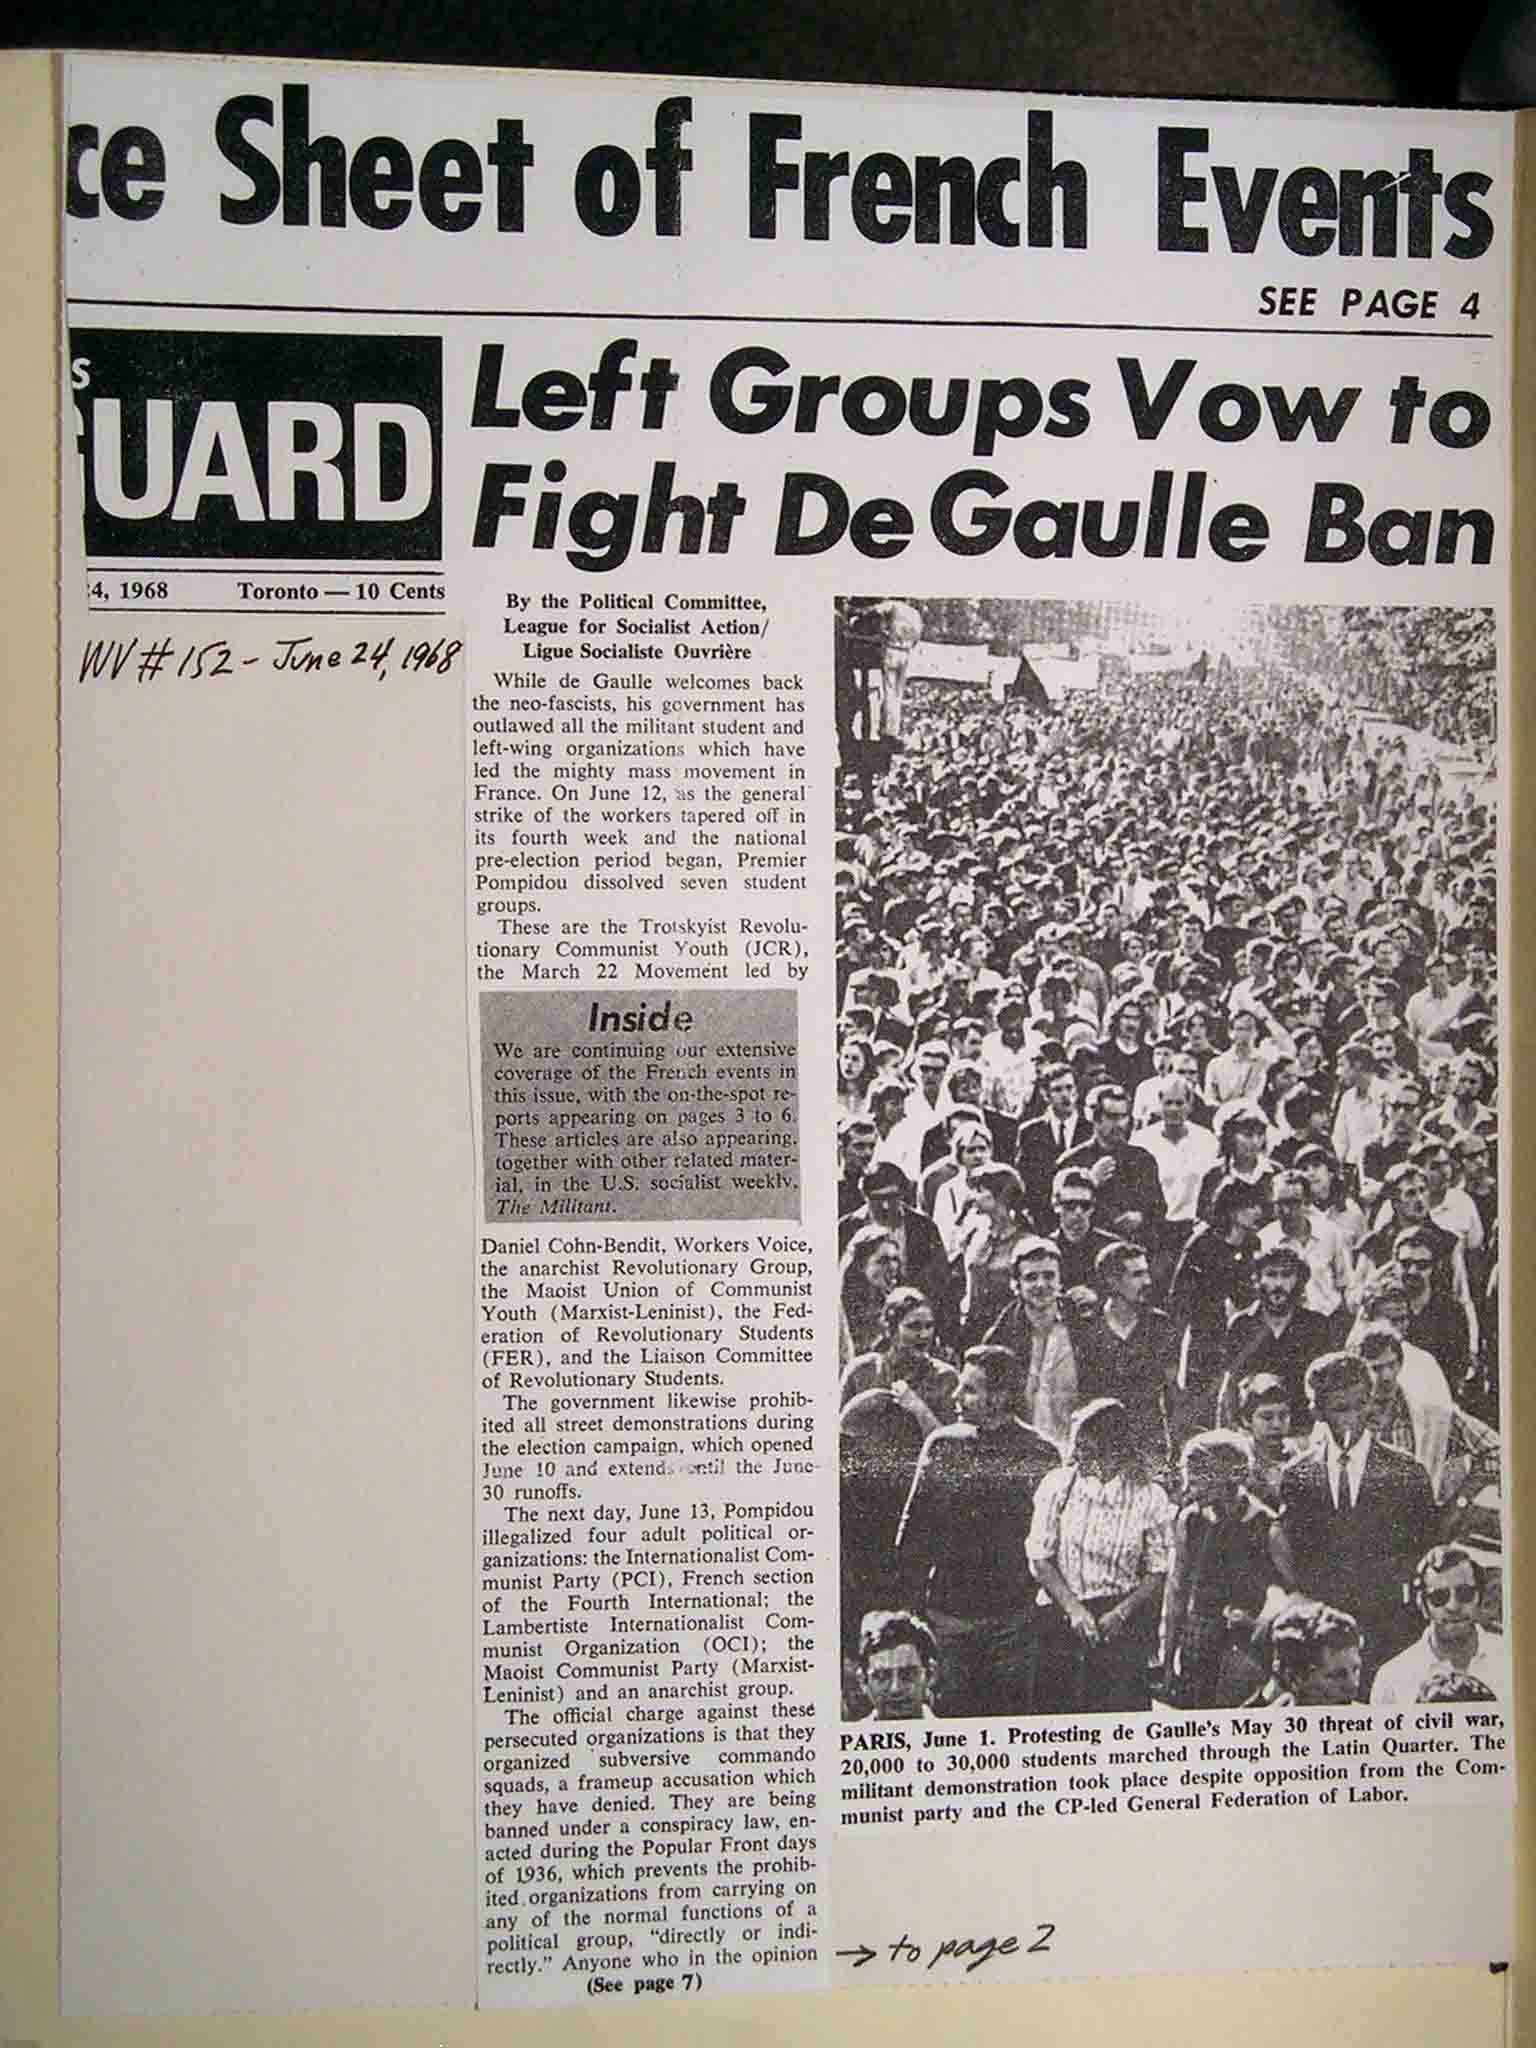 ce Sheet of French Events
SEE PAGE 4
s
GUARD
24, 1968 Toronto — 10 Cents
WV # 152 - June 24, 1968
Left Groups Vow to
Fight De Gaulle Ban
By the Political Committee,
League for Socialist Action/
Ligue Socialiste Ouvrière
While de Gaulle welcomes back
the neo-fascists, his government has
outlawed all the militant student and
left-wing organizations which have
led the mighty mass movement in
France. On June 12, as the general
strike of the workers tapered off in
its fourth week and the national
pre-election period began, Premier
Pompidou dissolved seven student
groups.
These are the Trotskyist Revolu-
tionary Communist Youth (JCR),
the March 22 Movement led by
Inside
We are continuing our extensive
coverage of the French events in
this issue, with the on-the-spot re-
ports appearing on pages 3 to 6.
These articles are also appearing,
together with other related mater-
ial, in the U.S. socialist weekly,
The Militant.
Daniel Cohn-Bendit, Workers Voice,
the anarchist Revolutionary Group,
the Maoist Union of Communist
Youth (Marxist-Leninist), the Fed-
eration of Revolutionary Students
(FER), and the Liaison Committee
of Revolutionary Students.
The government likewise prohib-
ited all street demonstrations during
the election campaign, which opened
June 10 and extends until the June
30 runoffs.
The next day, June 13, Pompidou
illegalized four adult political or-
ganizations: the Internationalist Com-
munist Party (PCI), French section
of the Fourth International; the
Lambertiste Internationalist Com-
munist Organization (OCI); the
Maoist Communist Party (Marxist-
Leninist) and an anarchist group.
The official charge against these
persecuted organizations is that they
organized subversive commando
squads, a frameup accusation which
they have denied. They are being
banned under a conspiracy law, en-
acted during the Popular Front days
of 1936, which prevents the prohib-
ited organizations from carrying on
any of the normal functions of a
political group, "directly or indi-
rectly." Anyone who in the opinion
(See page 7)
PARIS, June 1. Protesting de Gaulle's May 30 threat of civil war,
20,000 to 30,000 students marched through the Latin Quarter. The
militant demonstration took place despite opposition from the Com-
munist party and the CP-led General Federation of Labor.
→ to page 2